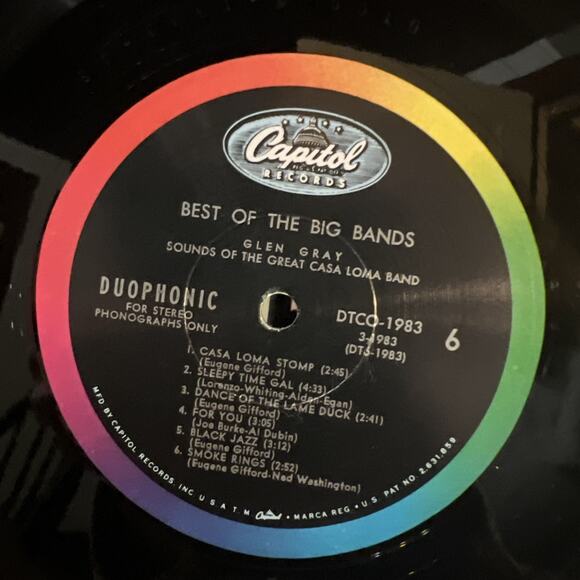 Capitol
RECORDS
BEST OF THE BIG BANDS
GLEN GRAY
SOUNDS OF THE GREAT CASA LOMA BAND
DUOPHONIC
FOR STEREO
PHONOGRAPHS ONLY
DTCO-1983
3-1983
(DT6-1983)
6
1. CASA LOMA STOMP (2:45)
(Eugene Gifford)
2. SLEEPY TIME GAL (4:33)
(Lorenzo-Whiting-Alden-Egan)
3. DANCE OF THE LAME DUCK (2:41)
(Eugene Gifford)
4. FOR YOU (3:05)
(Joe Burke-Al Dubin)
5. BLACK JAZZ (3:12)
(Eugene Gifford)
6. SMOKE RINGS (2:52)
(Eugene Gifford-Ned Washington)
MFD. BY CAPITOL RECORDS, INC. U.S.A. T.M. Capitol • MARCA REG. • U.S. PAT. NO. 2,631,859